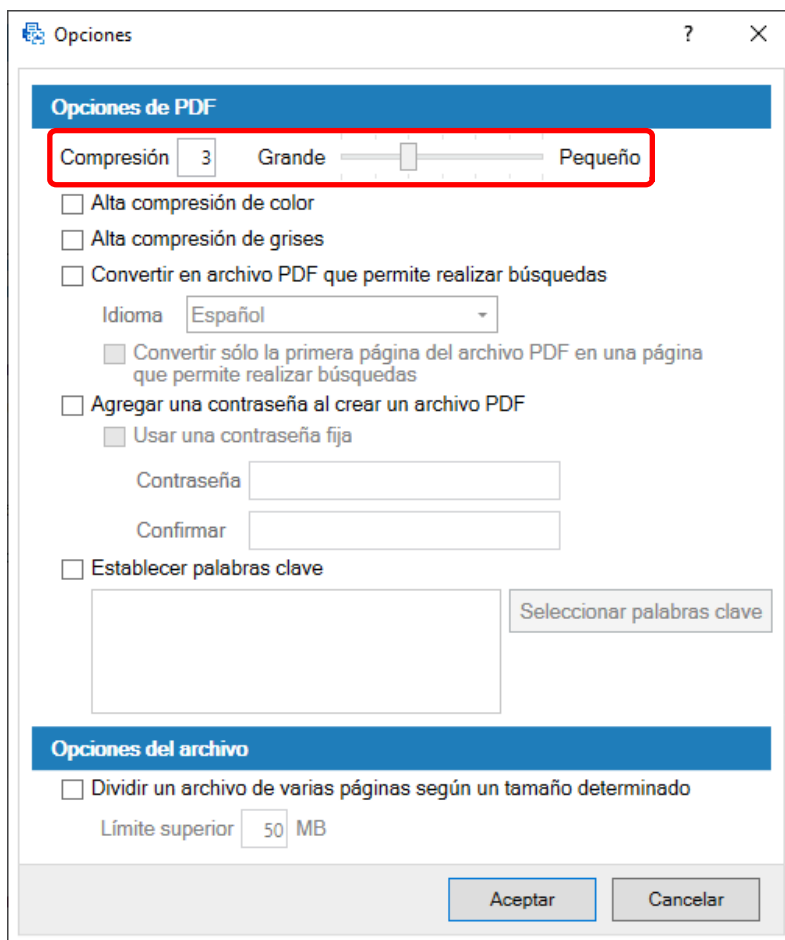 Opciones
?
Opciones de PDF
Compresión 3 Grande Pequeño
Alta compresión de color
Alta compresión de grises
Convertir en archivo PDF que permite realizar búsquedas
Idioma Español
Convertir sólo la primera página del archivo PDF en una página
que permite realizar búsquedas
Agregar una contraseña al crear un archivo PDF
Usar una contraseña fija
Contraseña
Confirmar
Establecer palabras clave
Seleccionar palabras clave
Opciones del archivo
Dividir un archivo de varias páginas según un tamaño determinado
Límite superior 50 MB
Aceptar Cancelar